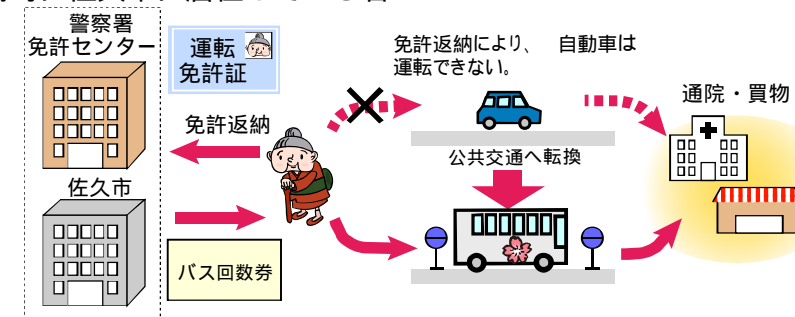 警察署
免許センター
運転
免許証
免許返納により、 自動車は
運転できない。
通院・買物
免許返納
公共交通へ転換
佐久市
バス回数券